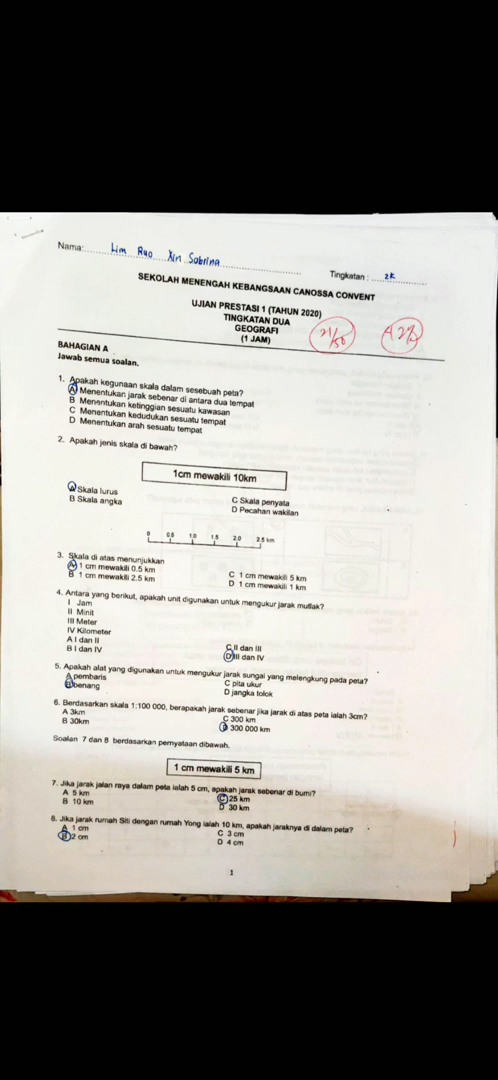 Nama: Lim Ruo Xin Sabrina
Tingkatan : 2K
SEKOLAH MENENGAH KEBANGSAAN CANOSSA CONVENT
UJIAN PRESTASI 1 (TAHUN 2020)
TINGKATAN DUA
GEOGRAFI
(1 JAM)
21/50
42%
BAHAGIAN A
Jawab semua soalan.
1. Apakah kegunaan skala dalam sesebuah peta?
A Menentukan jarak sebenar di antara dua tempat
B Menentukan ketinggian sesuatu kawasan
C Menentukan kedudukan sesuatu tempat
D Menentukan arah sesuatu tempat
2. Apakah jenis skala di bawah?
1cm mewakili 10km
A Skala lurus
B Skala angka
C Skala penyata
D Pecahan wakilan
0 0.5 1.0 1.5 2.0 2.5 km
3. Skala di atas menunjukkan
A 1 cm mewakili 0.5 km
B 1 cm mewakili 2.5 km
C 1 cm mewakili 5 km
D 1 cm mewakili 1 km
4. Antara yang berikut, apakah unit digunakan untuk mengukur jarak mutlak?
I Jam
II Minit
III Meter
IV Kilometer
A I dan II
B I dan IV
C II dan III
D III dan IV
5. Apakah alat yang digunakan untuk mengukur jarak sungai yang melengkung pada peta?
A pembaris
B benang
C pita ukur
D jangka tolok
6. Berdasarkan skala 1:100 000, berapakah jarak sebenar jika jarak di atas peta ialah 3cm?
A 3km
B 30km
C 300 km
D 300 000 km
Soalan 7 dan 8 berdasarkan pernyataan dibawah.
1 cm mewakili 5 km
7. Jika jarak jalan raya dalam peta ialah 5 cm, apakah jarak sebenar di bumi?
A 5 km
B 10 km
C 25 km
D 30 km
8. Jika jarak rumah Siti dengan rumah Yong ialah 10 km, apakah jaraknya di dalam peta?
A 1 cm
B 2 cm
C 3 cm
D 4 cm
1